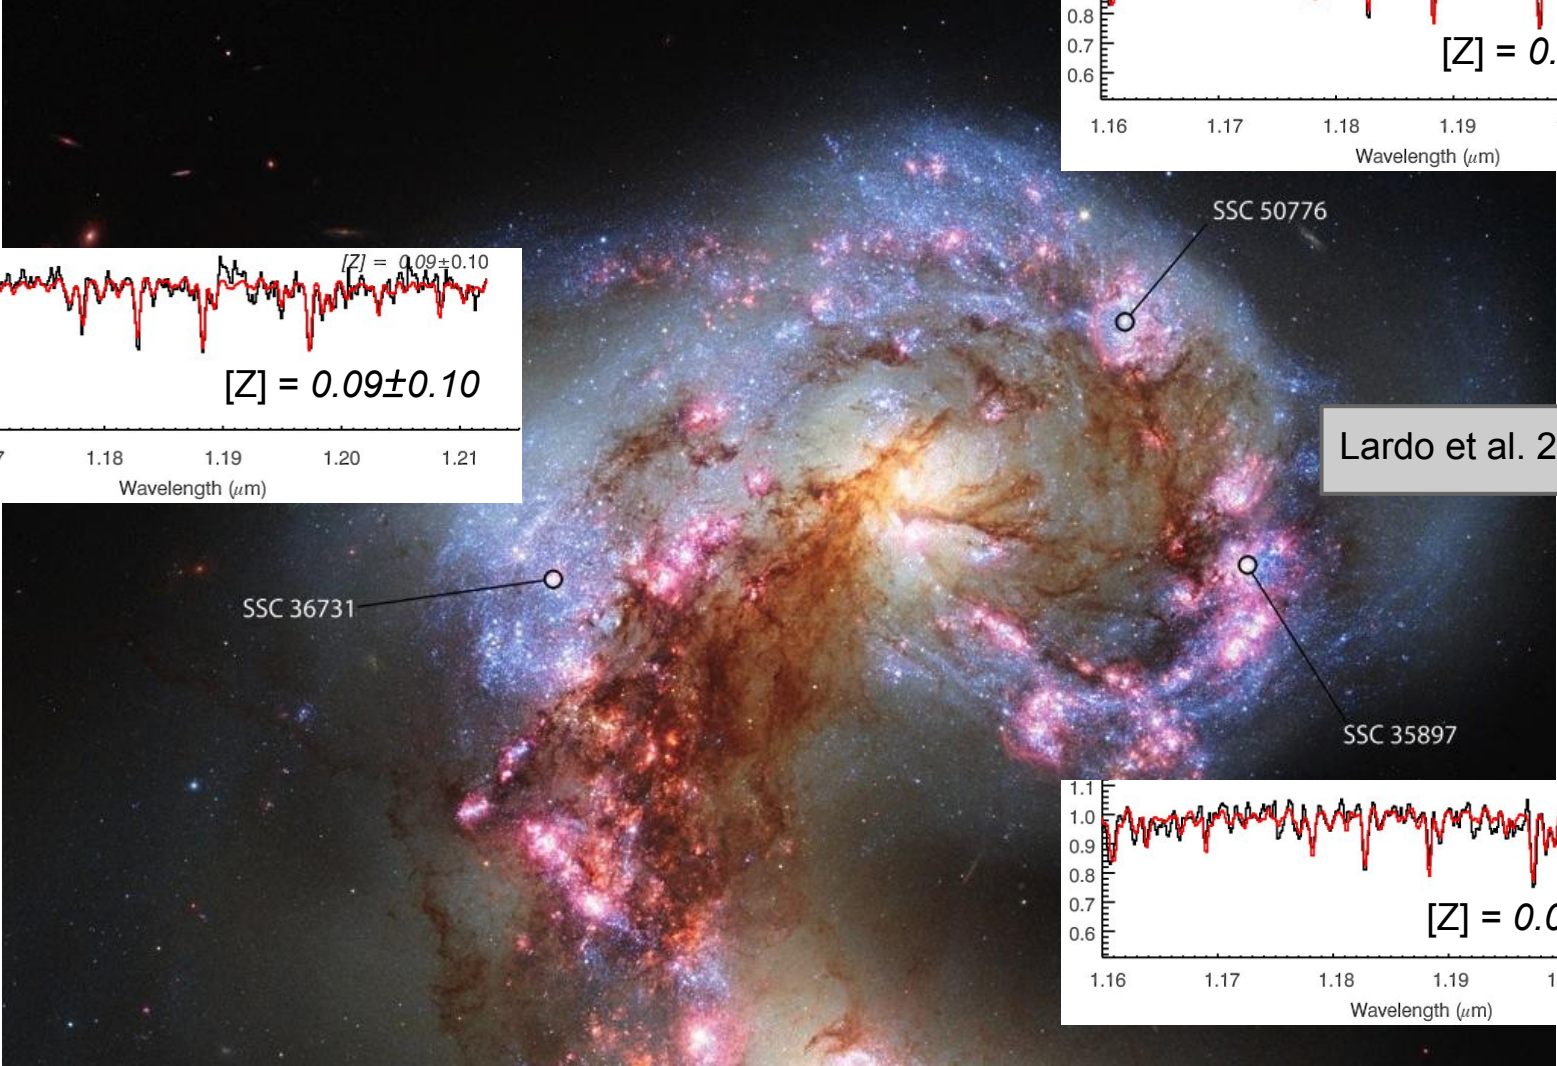 0.8
0.7
0.6
[Z] = 0.
1.16 1.17 1.18 1.19
Wavelength (μm)
SSC 50776
[Z] = 0.09±0.10
[Z] = 0.09±0.10
1.18 1.19 1.20 1.21
Wavelength (μm)
Lardo et al. 2
SSC 36731
SSC 35897
1.1
1.0
0.9
0.8
0.7
0.6
[Z] = 0.0
1.16 1.17 1.18 1.19
Wavelength (μm)